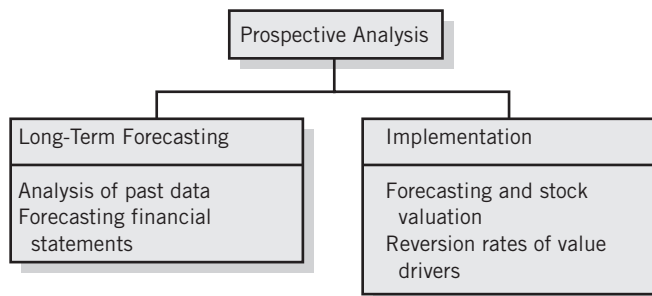 Prospective Analysis
Long-Term Forecasting
Analysis of past data
Forecasting financial
statements
Implementation
Forecasting and stock
valuation
Reversion rates of value
drivers